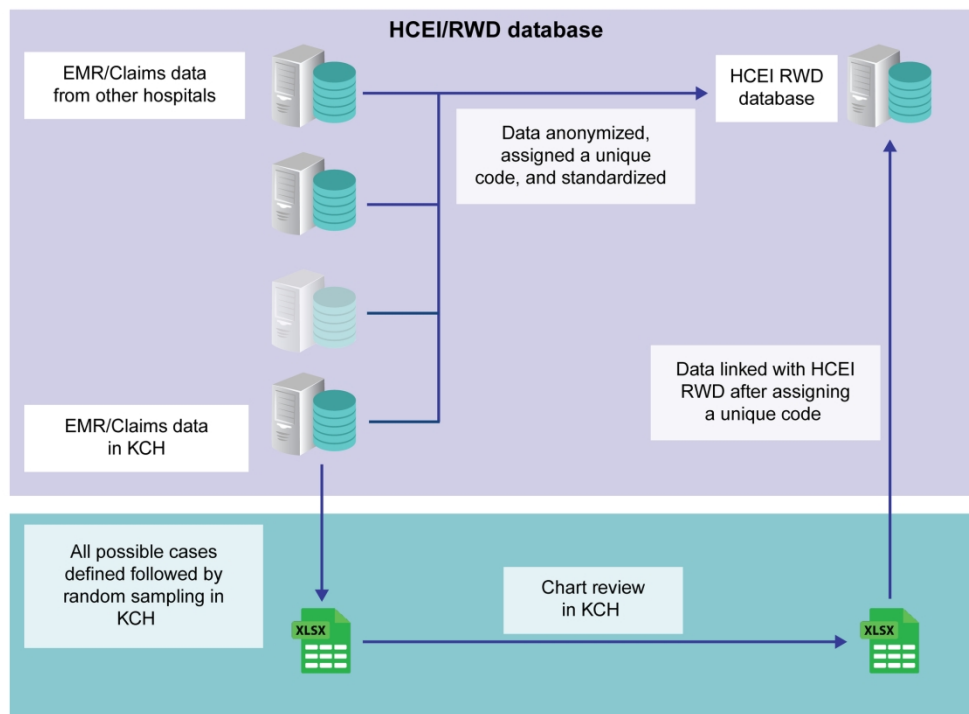 HCEI/RWD database
EMR/Claims data
from other hospitals
HCEI RWD
database
Data anonymized,
assigned a unique
code, and standardized
Data linked with HCEI
RWD after assigning
a unique code
EMR/Claims data
in KCH
All possible cases
defined followed by
random sampling in
KCH
Chart review
in KCH
XLSX
XLSX